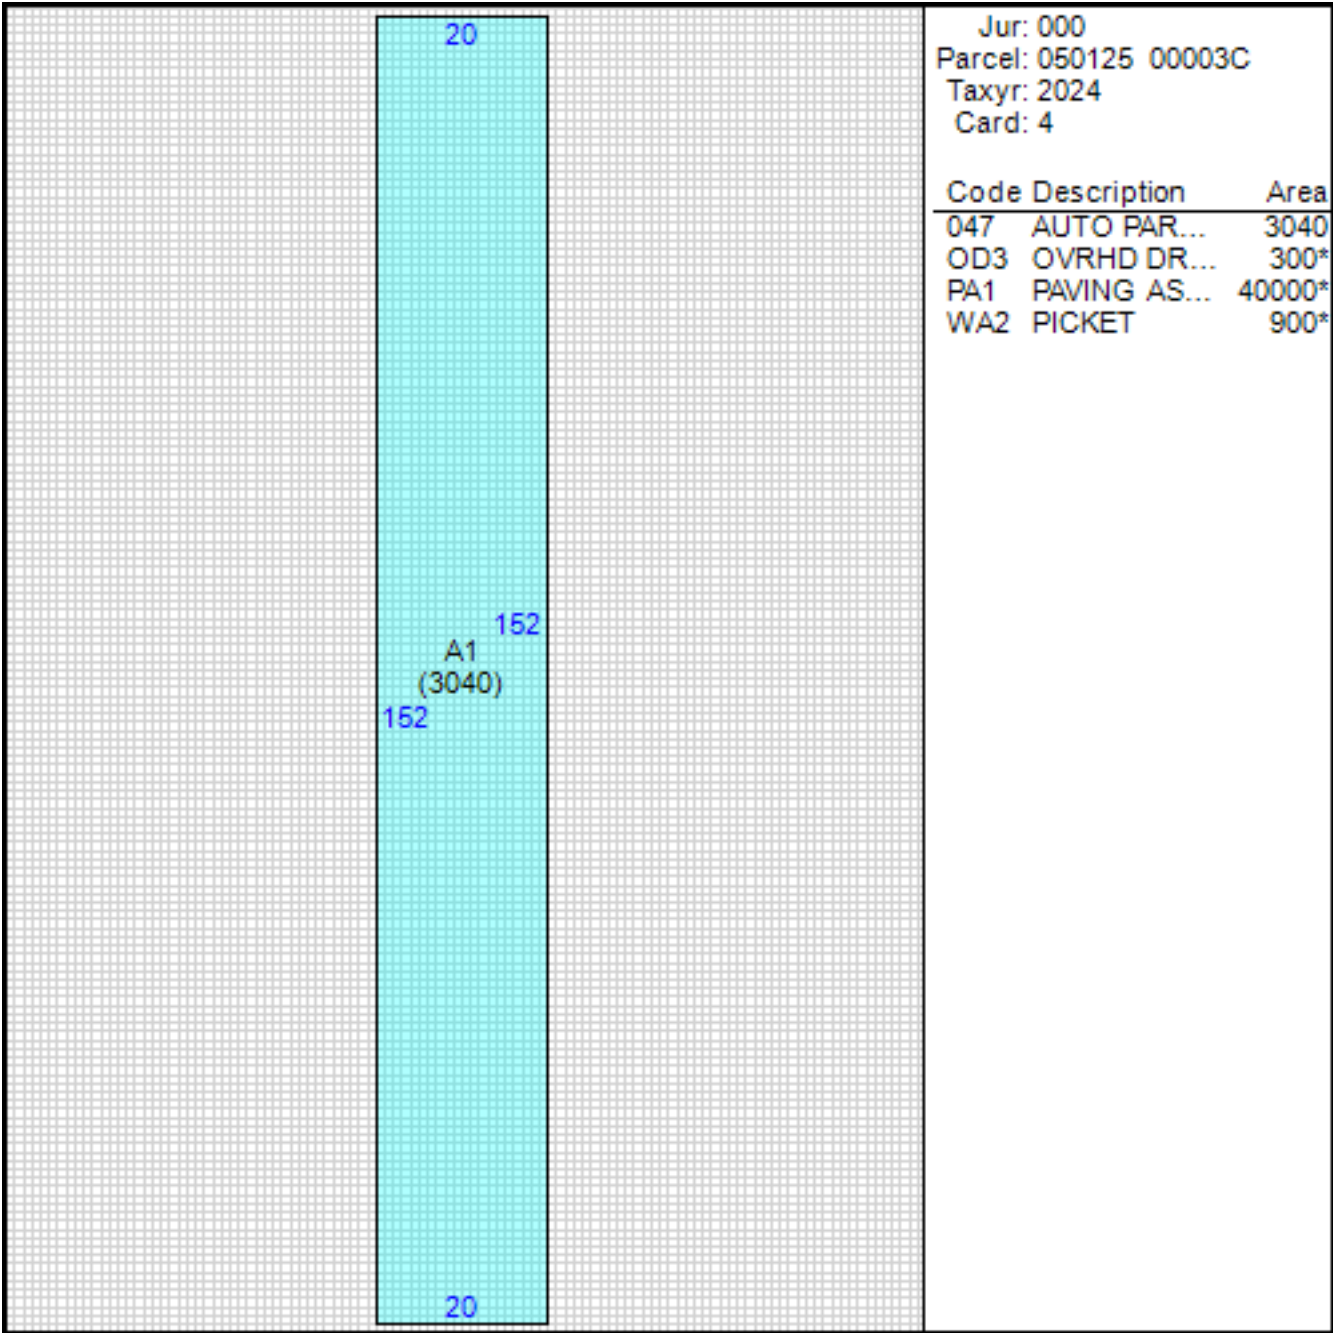 20
152
A1
(3040)
152
20
Jur: 000
Parcel: 050125 00003C
Taxyr: 2024
Card: 4
Code Description Area
047 AUTO PAR... 3040
OD3 OVRHD DR... 300*
PA1 PAVING AS... 40000*
WA2 PICKET 900*